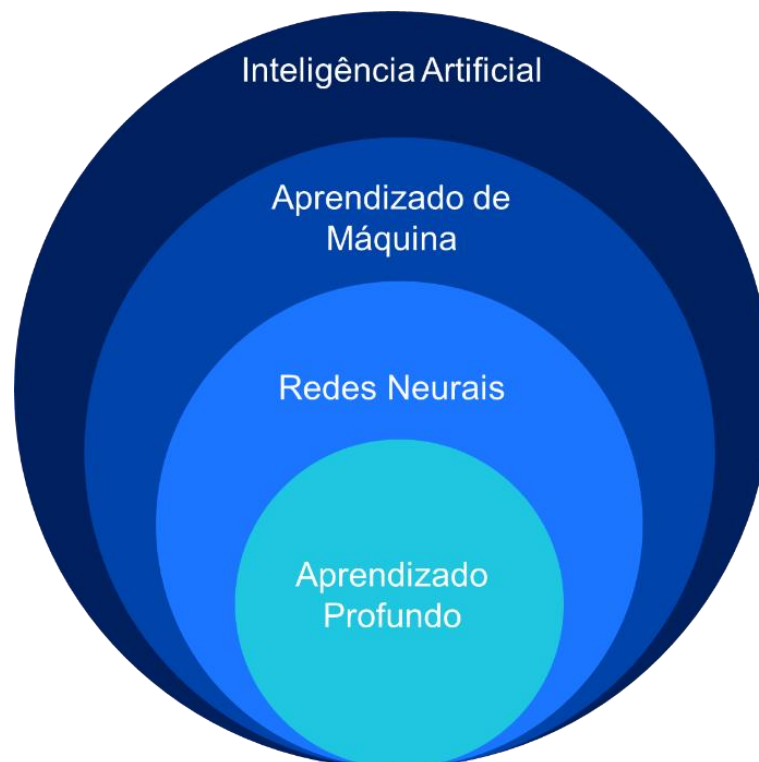 Inteligência Artificial
Aprendizado de
Máquina
Redes Neurais
Aprendizado
Profundo